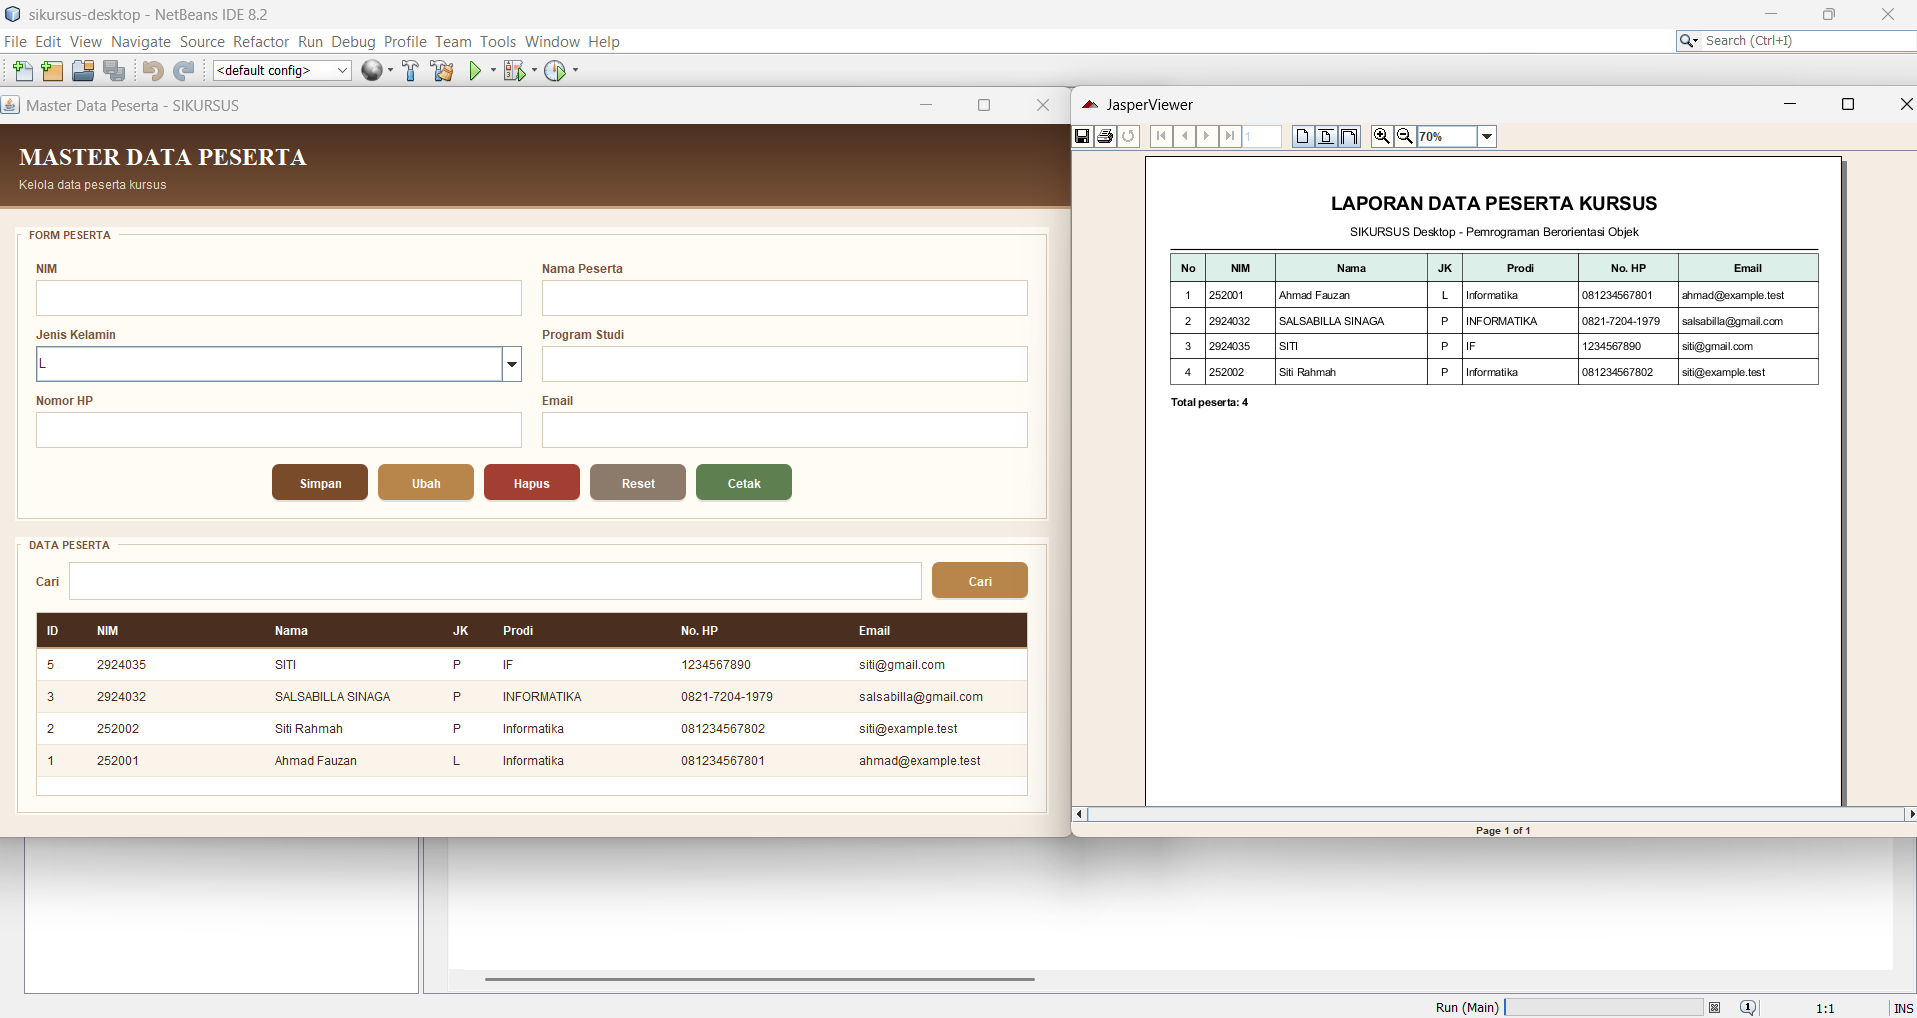 sikursus-desktop - NetBeans IDE 8.2
File Edit View Navigate Source Refactor Run Debug Profile Team Tools Window Help
Search (Ctrl+I)
<default config>
Master Data Peserta - SIKURSUS
MASTER DATA PESERTA
Kelola data peserta kursus
FORM PESERTA
NIM
Nama Peserta
Jenis Kelamin
Program Studi
L
Nomor HP
Email
Simpan Ubah Hapus Reset Cetak
DATA PESERTA
Cari
Cari
ID NIM Nama JK Prodi No. HP Email
5 2924035 SITI P IF 1234567890 siti@gmail.com
3 2924032 SALSABILLA SINAGA P INFORMATIKA 0821-7204-1979 salsabilla@gmail.com
2 252002 Siti Rahmah P Informatika 081234567802 siti@example.test
1 252001 Ahmad Fauzan L Informatika 081234567801 ahmad@example.test
JasperViewer
1
70%
LAPORAN DATA PESERTA KURSUS
SIKURSUS Desktop - Pemrograman Berorientasi Objek
No NIM Nama JK Prodi No. HP Email
1 252001 Ahmad Fauzan L Informatika 081234567801 ahmad@example.test
2 2924032 SALSABILLA SINAGA P INFORMATIKA 0821-7204-1979 salsabilla@gmail.com
3 2924035 SITI P IF 1234567890 siti@gmail.com
4 252002 Siti Rahmah P Informatika 081234567802 siti@example.test
Total peserta: 4
Page 1 of 1
Run (Main)
1
1:1
INS